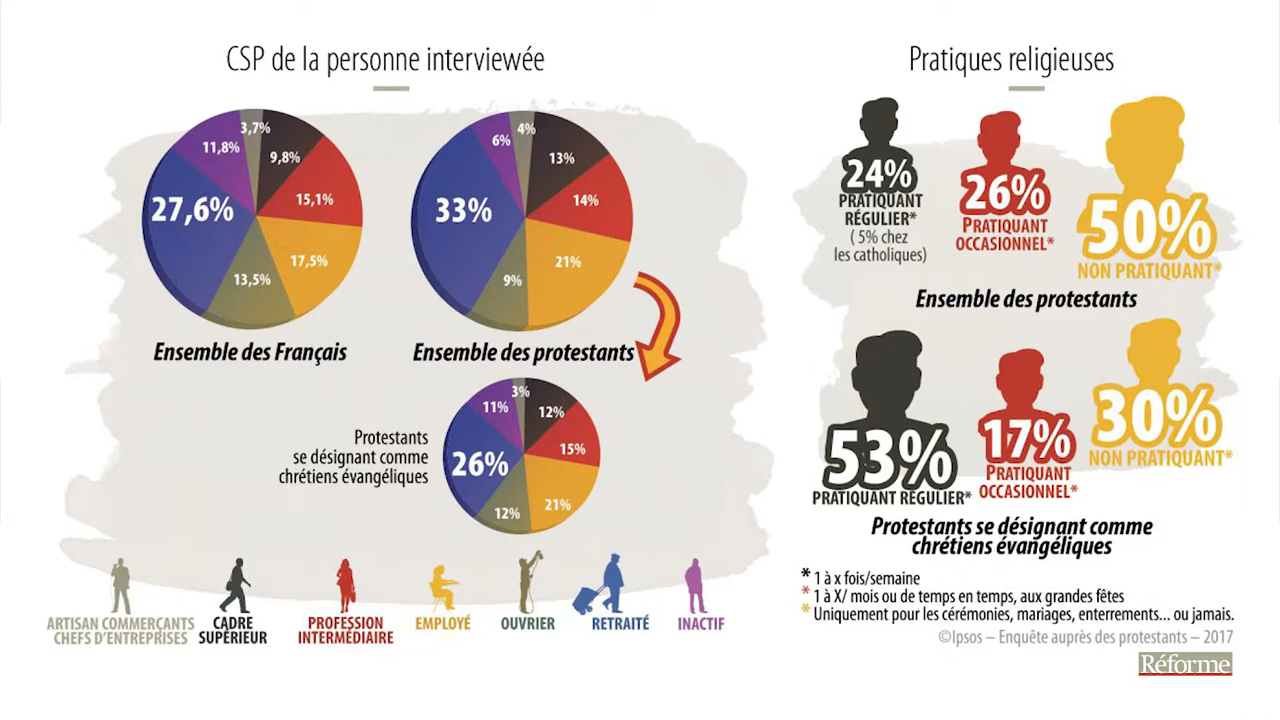 CSP de la personne interviewée
3,7%
11,8%
9,8%
27,6%
15,1%
17,5%
13,5%
Ensemble des Français
4%
6%
13%
33%
14%
21%
9%
Ensemble des protestants
Protestants
se désignant comme
chrétiens évangéliques
3%
11%
12%
26%
15%
21%
12%
ARTISAN COMMERÇANTS
CHEFS D'ENTREPRISES
CADRE
SUPÉRIEUR
PROFESSION
INTERMÉDIAIRE
EMPLOYÉ
OUVRIER
RETRAITÉ
INACTIF
Pratiques religieuses
24%
PRATIQUANT
RÉGULIER*
( 5% chez
les catholiques)
26%
PRATIQUANT
OCCASIONNEL*
50%
NON PRATIQUANT*
Ensemble des protestants
53%
PRATIQUANT RÉGULIER*
17%
PRATIQUANT
OCCASIONNEL*
30%
NON PRATIQUANT*
Protestants se désignant comme
chrétiens évangéliques
* 1 à x fois/semaine
* 1 à X/ mois ou de temps en temps, aux grandes fêtes
* Uniquement pour les cérémonies, mariages, enterrements... ou jamais.
©Ipsos – Enquête auprès des protestants – 2017
Réforme